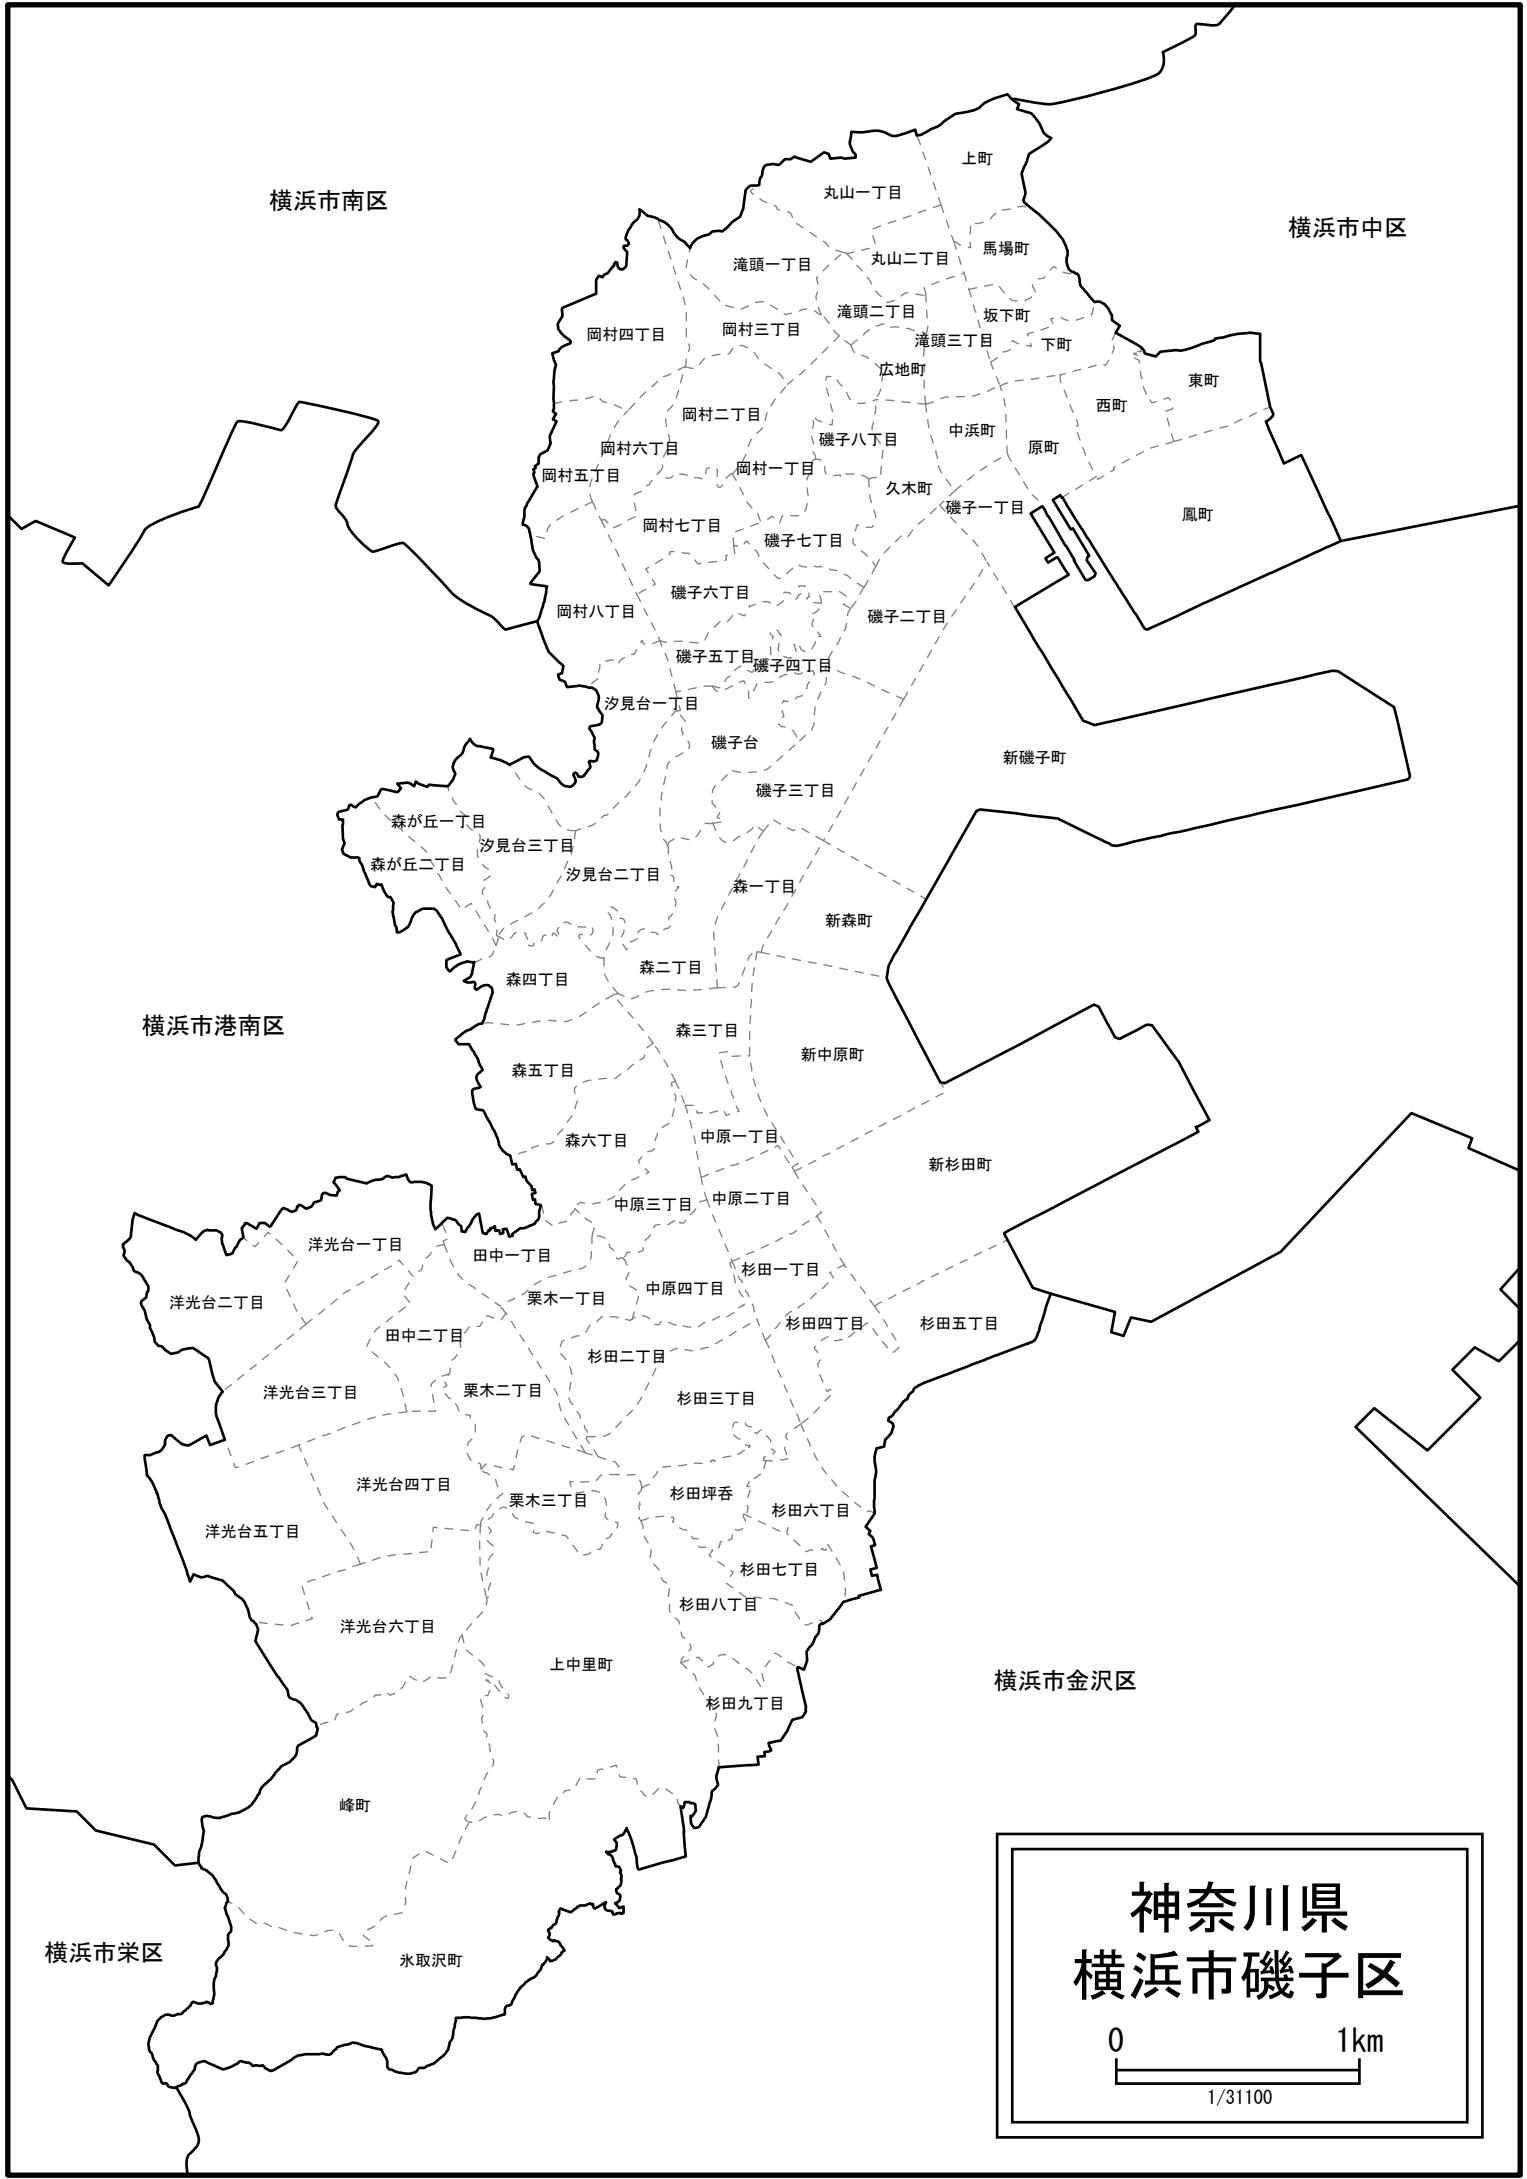 上町
丸山一丁目
横浜市南区
横浜市中区
馬場町
丸山二丁目
滝頭一丁目
滝頭二丁目
坂下町
岡村三丁目
岡村四丁目
滝頭三丁目
下町
広地町
東町
西町
岡村二丁目
中浜町
磯子八丁目
岡村六丁目
原町
岡村一丁目
岡村五丁目
久木町
磯子一丁目
鳳町
岡村七丁目
磯子七丁目
磯子六丁目
岡村八丁目
磯子二丁目
磯子五丁目
磯子四丁目
汐見台一丁目
磯子台
新磯子町
磯子三丁目
森が丘一丁目
汐見台三丁目
森が丘二丁目
汐見台二丁目
森一丁目
新森町
森二丁目
森四丁目
横浜市港南区
森三丁目
新中原町
森五丁目
中原一丁目
森六丁目
新杉田町
中原二丁目
中原三丁目
洋光台一丁目
田中一丁目
杉田一丁目
中原四丁目
栗木一丁目
洋光台二丁目
杉田四丁目
杉田五丁目
田中二丁目
杉田二丁目
洋光台三丁目
栗木二丁目
杉田三丁目
洋光台四丁目
杉田坪呑
栗木三丁目
杉田六丁目
洋光台五丁目
杉田七丁目
杉田八丁目
洋光台六丁目
上中里町
横浜市金沢区
杉田九丁目
峰町
横浜市栄区
氷取沢町
神奈川県
横浜市磯子区
0 1km
1/31100